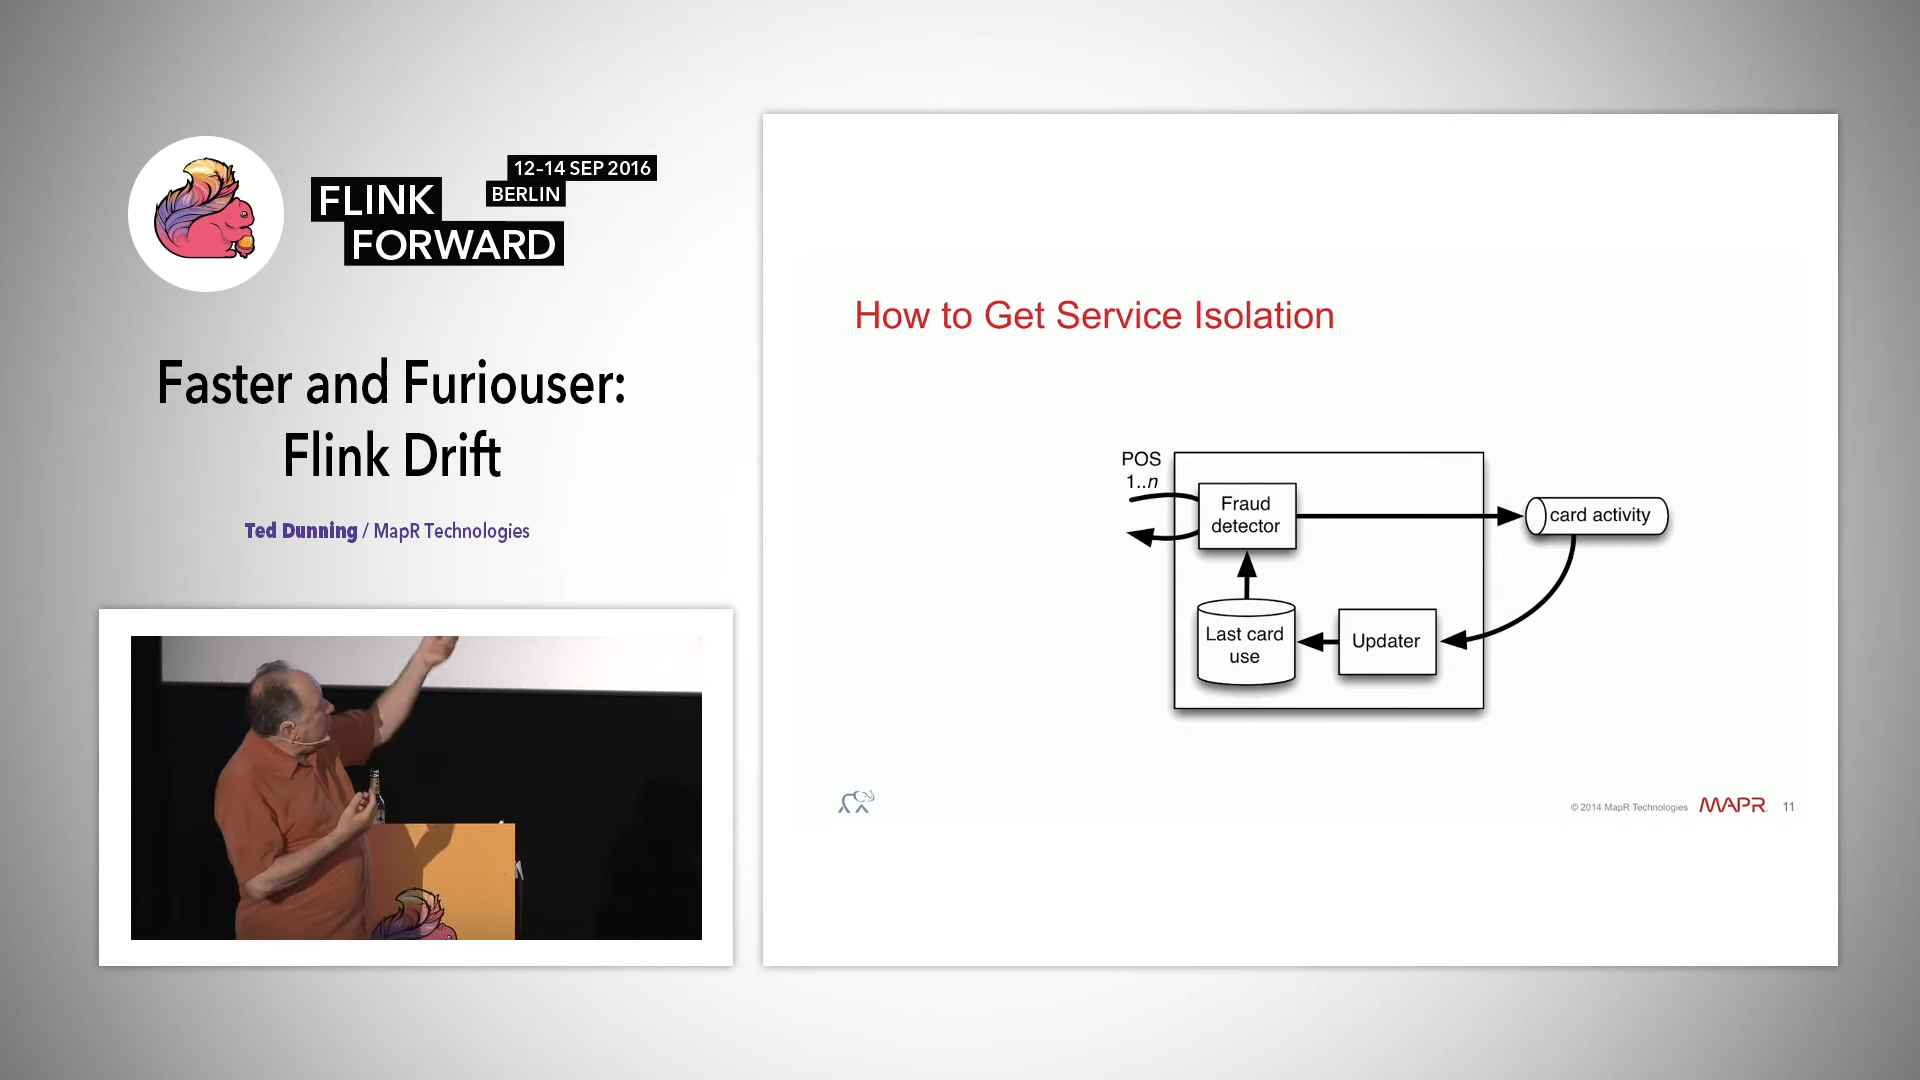 12-14 SEP 2016
BERLIN
FLINK
FORWARD
Faster and Furiouser:
Flink Drift
Ted Dunning / MapR Technologies
How to Get Service Isolation
POS
1..n
Fraud
detector
card activity
Last card
use
Updater
© 2014 MapR Technologies
MAPR
11